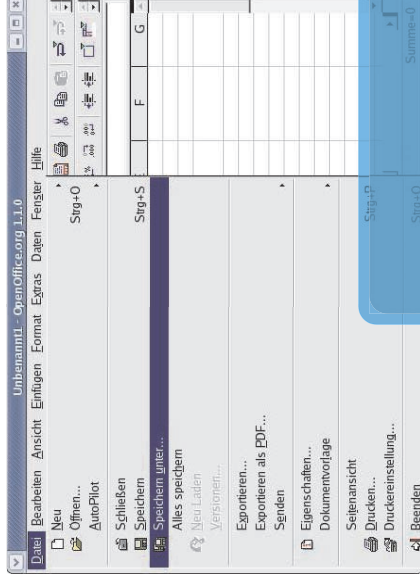 Unbenannt1 - OpenOffice.org 1.1.0
Datei Bearbeiten Ansicht Einfügen Format Extras Daten Fenster Hilfe
Neu
Öffnen... Strg+O
AutoPilot
Schließen
Speichern Strg+S
Speichern unter...
Alles speichern
Neu Laden
Versionen...
Exportieren...
Exportieren als PDF...
Senden
Eigenschaften...
Dokumentvorlage
Seitenansicht
Drucken... Strg+P
Druckereinstellung...
Beenden Strg+Q
F G
Summe=0